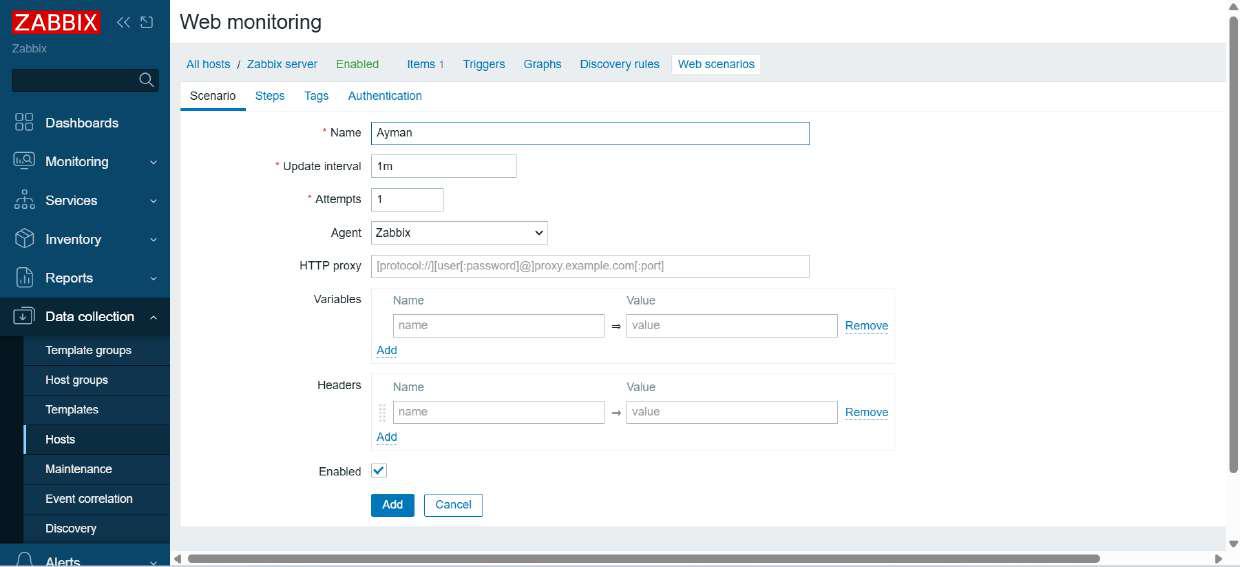 ZABBIX
Zabbix
Dashboards
Monitoring
Services
Inventory
Reports
Data collection
Template groups
Host groups
Templates
Hosts
Maintenance
Event correlation
Discovery
Alerts
Web monitoring
All hosts / Zabbix server Enabled Items 1 Triggers Graphs Discovery rules Web scenarios
Scenario Steps Tags Authentication
* Name Ayman
* Update interval 1m
* Attempts 1
Agent Zabbix
HTTP proxy [protocol://][user[:password]@]proxy.example.com[:port]
Variables Name Value
name ⇒ value Remove
Add
Headers Name Value
name → value Remove
Add
Enabled
Add Cancel